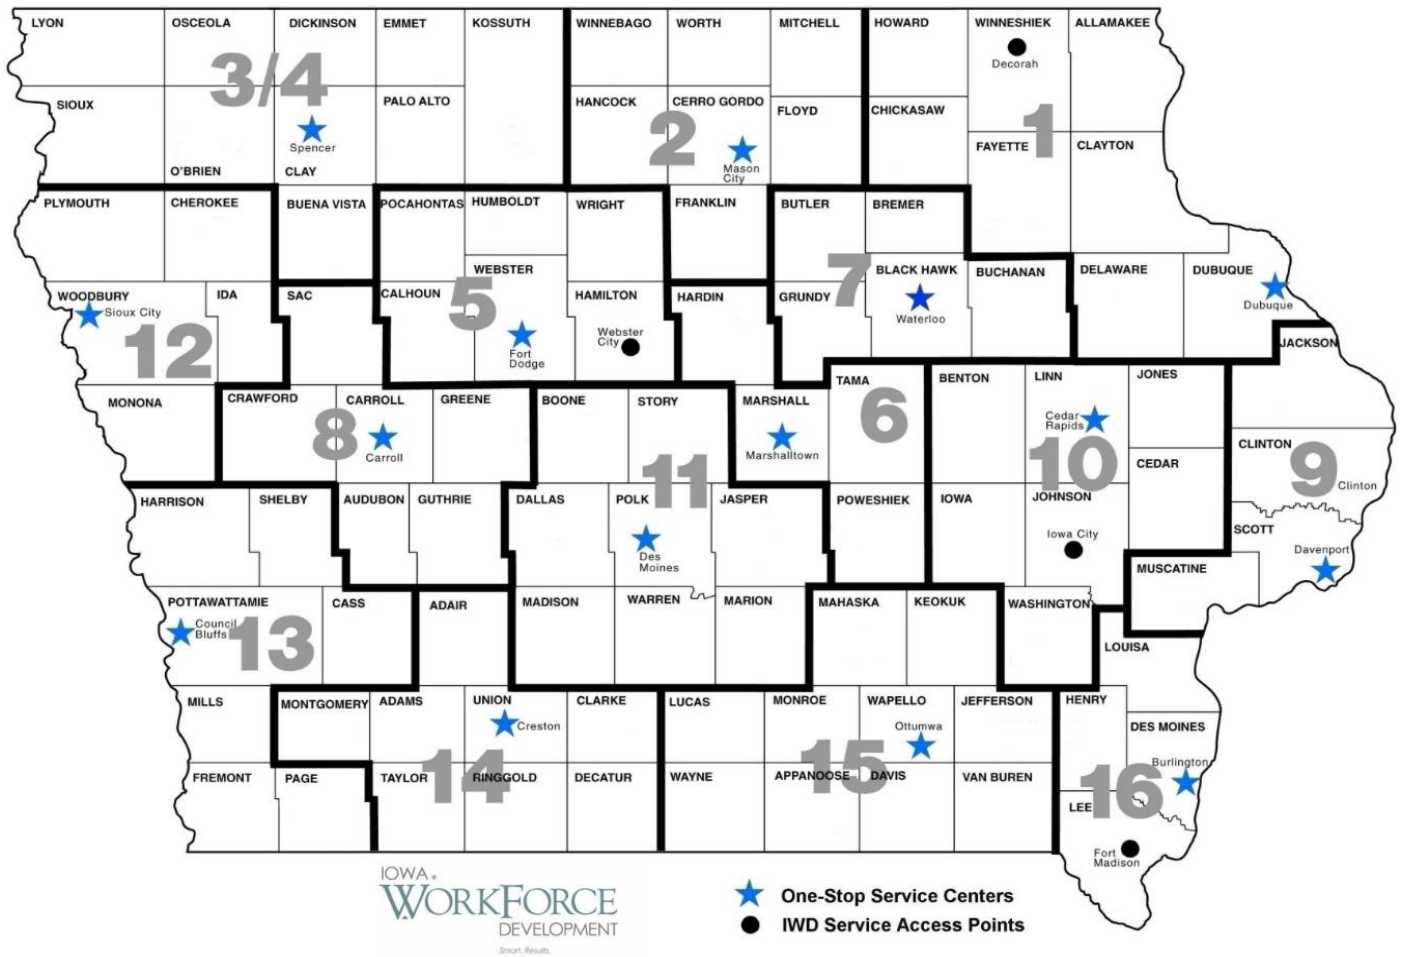 LYON
OSCEOLA
DICKINSON
EMMET
KOSSUTH
WINNEBAGO
WORTH
MITCHELL
HOWARD
WINNESHIEK
ALLAMAKEE
Decorah
3/4
SIOUX
PALO ALTO
HANCOCK
CERRO GORDO
FLOYD
CHICKASAW
2
1
Spencer
FAYETTE
CLAYTON
O'BRIEN
CLAY
Mason
City
PLYMOUTH
CHEROKEE
BUENA VISTA
POCAHONTAS
HUMBOLDT
WRIGHT
FRANKLIN
BUTLER
BREMER
WEBSTER
7
BLACK HAWK
BUCHANAN
DELAWARE
DUBUQUE
WOODBURY
IDA
SAC
CALHOUN
5
HAMILTON
HARDIN
GRUNDY
Dubuque
Sioux City
Waterloo
12
Fort
Dodge
Webster
City
JACKSON
MONONA
CRAWFORD
CARROLL
GREENE
BOONE
STORY
MARSHALL
TAMA
BENTON
LINN
JONES
8
6
Cedar
Rapids
Carroll
Marshalltown
11
10
CLINTON
9
Clinton
CEDAR
HARRISON
SHELBY
AUDUBON
GUTHRIE
DALLAS
POLK
JASPER
POWESHIEK
IOWA
JOHNSON
Iowa City
SCOTT
Davenport
Des
Moines
MUSCATINE
POTTAWATTAMIE
CASS
ADAIR
MADISON
WARREN
MARION
MAHASKA
KEOKUK
WASHINGTON
Council
Bluffs
13
LOUISA
MILLS
MONTGOMERY
ADAMS
UNION
CLARKE
LUCAS
MONROE
WAPELLO
JEFFERSON
HENRY
Creston
Ottumwa
DES MOINES
14
15
Burlington
FREMONT
PAGE
TAYLOR
RINGGOLD
DECATUR
WAYNE
APPANOOSE
DAVIS
VAN BUREN
16
LEE
Fort
Madison
IOWA
WORKFORCE
DEVELOPMENT
Smart. Results.
One-Stop Service Centers
IWD Service Access Points